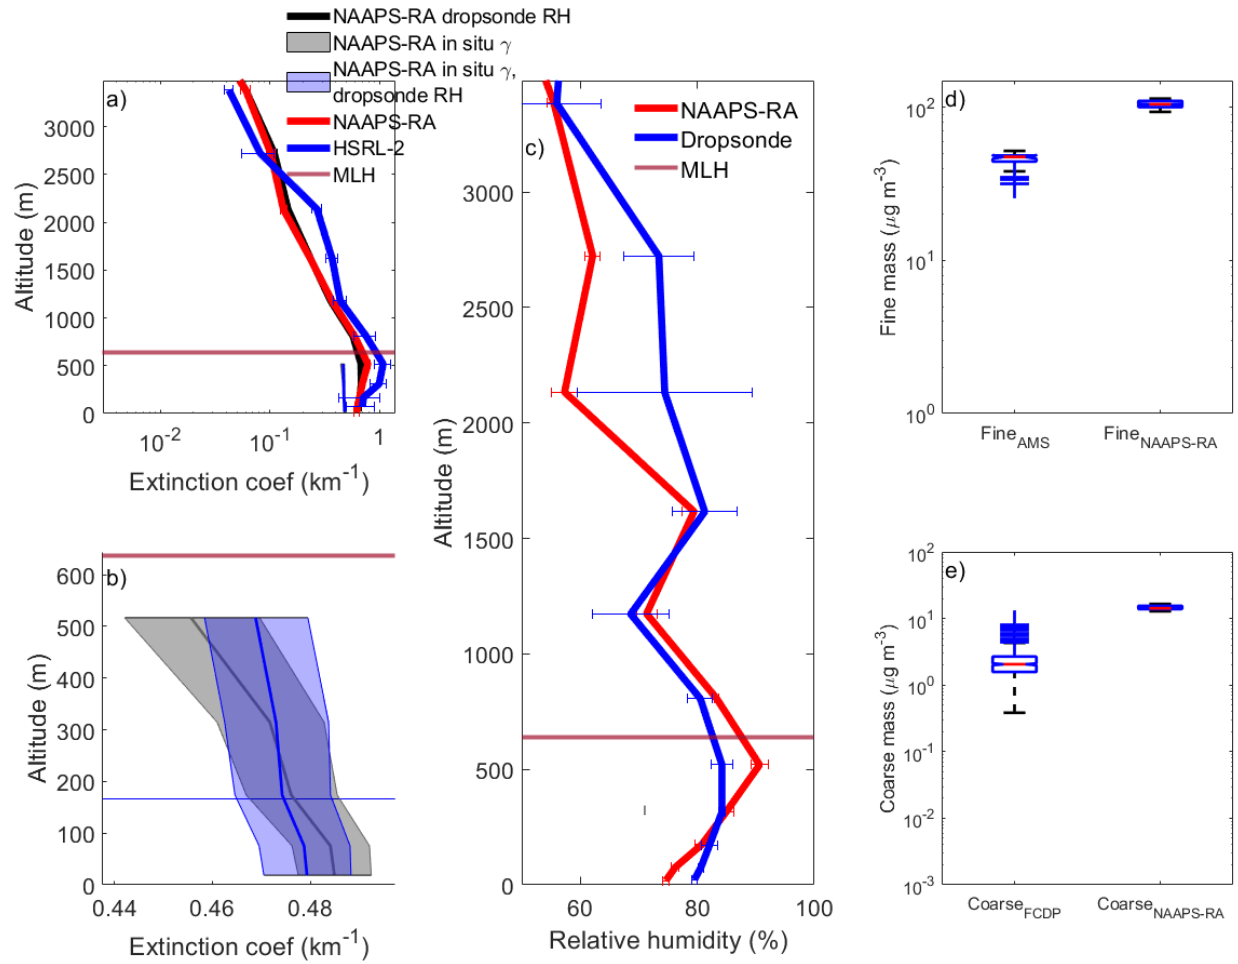 NAAPS-RA dropsonde RH
NAAPS-RA in situ γ
NAAPS-RA in situ γ,
dropsonde RH
NAAPS-RA
HSRL-2
MLH
a)
Altitude (m)
3000
2500
2000
1500
1000
500
0
10-2
10-1
1
Extinction coef (km-1)
b)
Altitude (m)
600
500
400
300
200
100
0
0.44
0.46
0.48
Extinction coef (km-1)
c)
NAAPS-RA
Dropsonde
MLH
Altitude (m)
3000
2500
2000
1500
1000
500
0
60
80
100
Relative humidity (%)
d)
Fine mass (μg m-3)
102
101
100
FineAMS
FineNAAPS-RA
e)
Coarse mass (μg m-3)
102
101
100
10-1
10-2
10-3
CoarseFCDP
CoarseNAAPS-RA